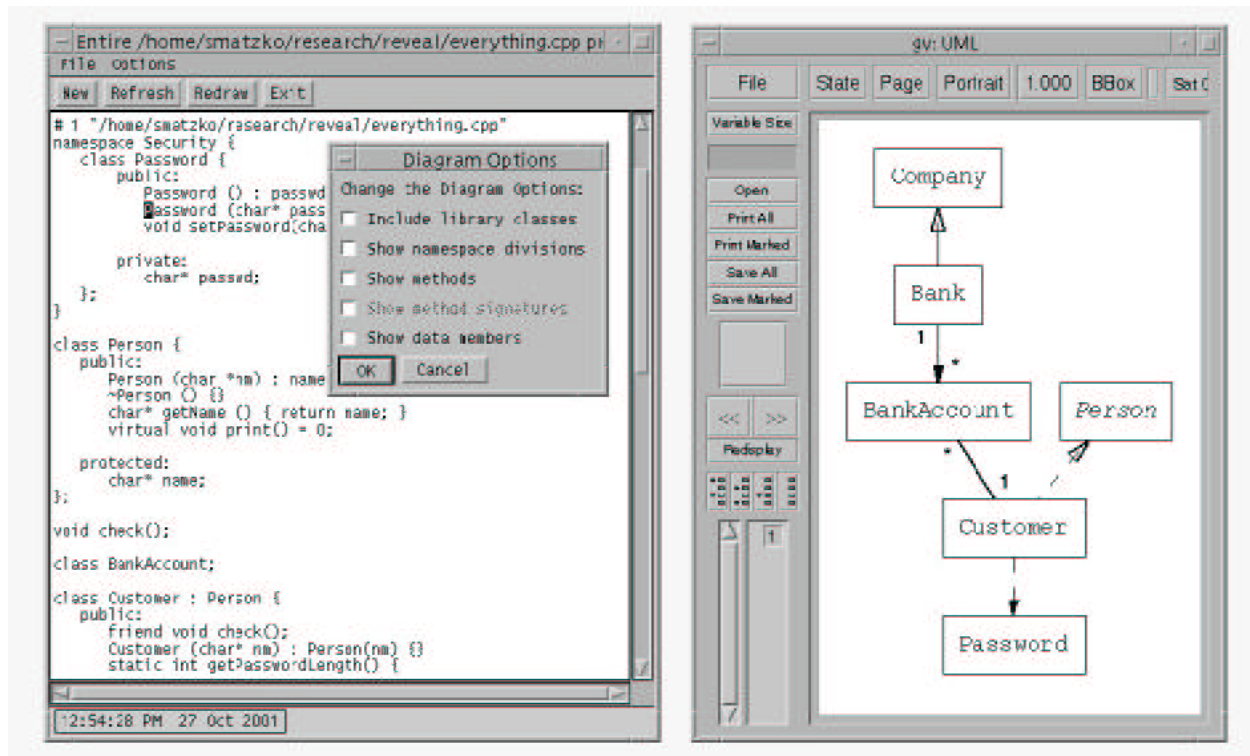 Entire /home/smatzko/research/reveal/everything.cpp pr
File Options
New Refresh Redraw Exit
# 1 "/home/smatzko/research/reveal/everything.cpp"
namespace Security {
class Password {
public:
Password () : passwd
Password (char* pass
void setPassword(cha
private:
char* passwd;
};
}
class Person {
public:
Person (char *nm) : name
~Person () {}
char* getName () { return name; }
virtual void print() = 0;
protected:
char* name;
};
void check();
class BankAccount;
class Customer : Person {
public:
friend void check();
Customer (char* nm) : Person(nm) {}
static int getPasswordLength() {
12:54:28 PM 27 Oct 2001
Diagram Options
Change the Diagram Options:
Include library classes
Show namespace divisions
Show methods
Show method signatures
Show data members
OK Cancel
gv: UML
File State Page Portrait 1.000 BBox
Variable Size
Open
Print All
Print Marked
Save All
Save Marked
<< >>
Redisplay
1
Company
Bank
1
*
BankAccount
Person
*
1
Customer
Password